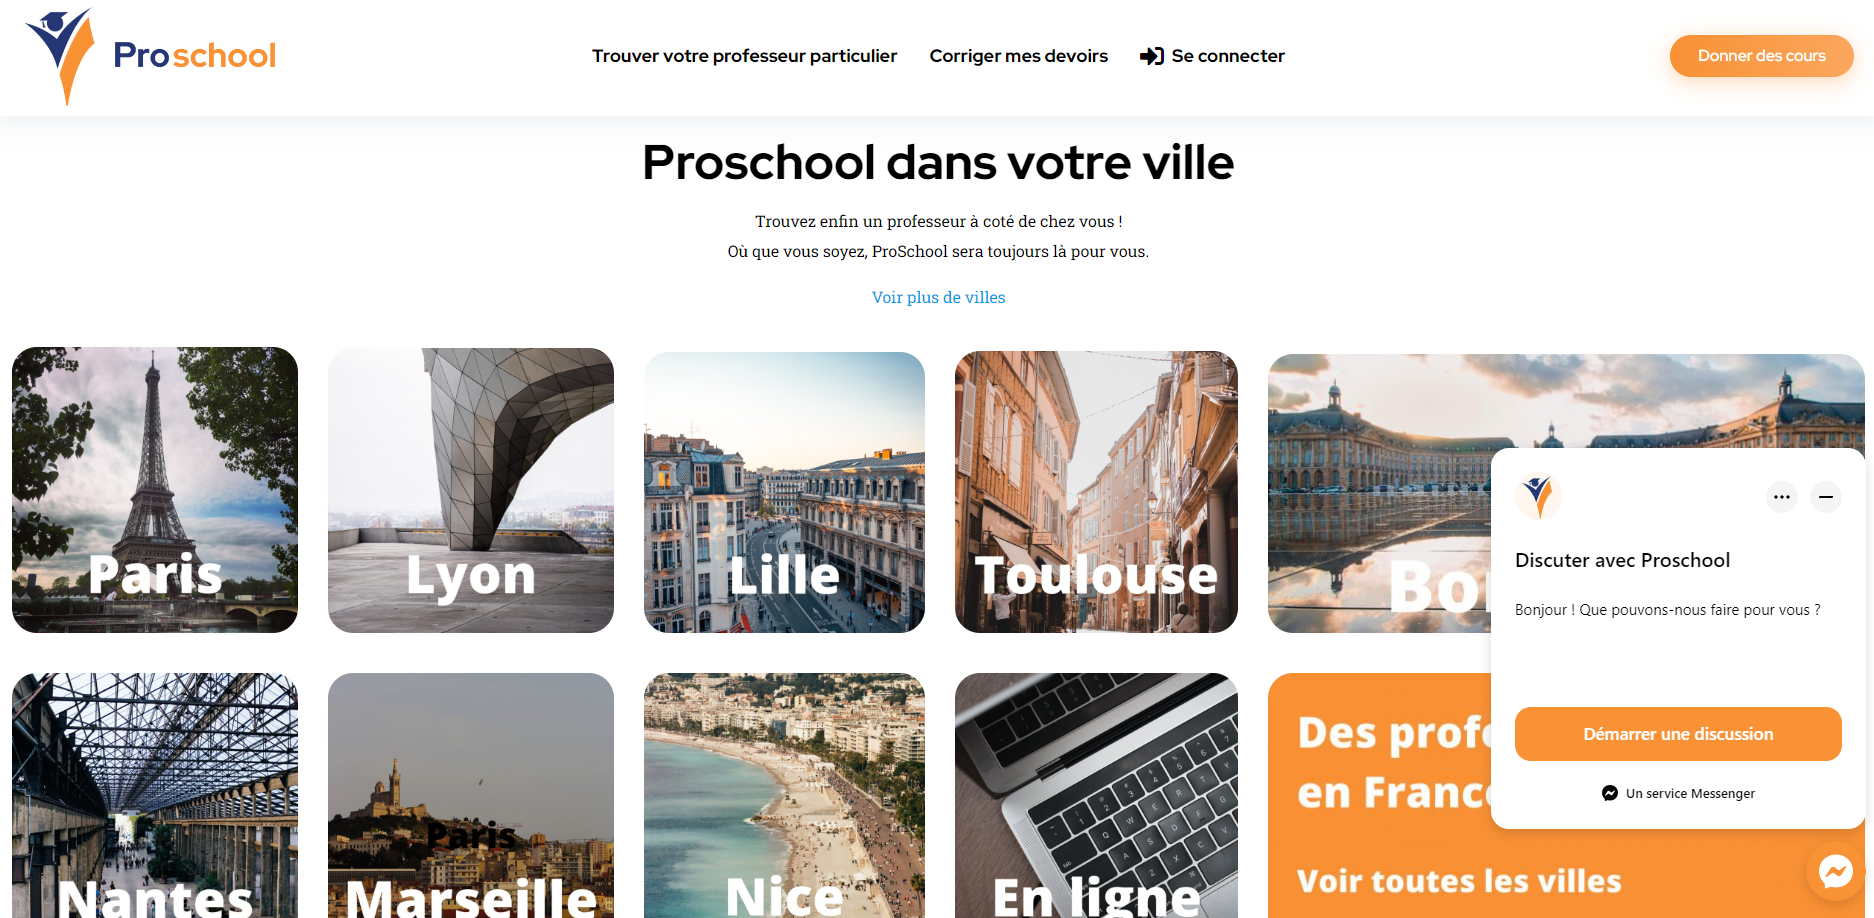 Proschool
Trouver votre professeur particulier
Corriger mes devoirs
Se connecter
Donner des cours
Proschool dans votre ville
Trouvez enfin un professeur à coté de chez vous !
Où que vous soyez, ProSchool sera toujours là pour vous.
Voir plus de villes
Paris
Lyon
Lille
Toulouse
Discuter avec Proschool
Bonjour ! Que pouvons-nous faire pour vous ?
Démarrer une discussion
Un service Messenger
Nantes
Paris
Marseille
Nice
En ligne
Des
en France
Voir toutes les villes